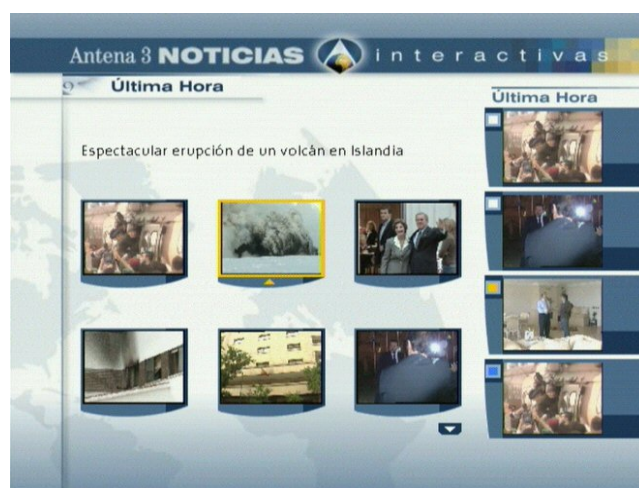 Antena 3 NOTICIAS interactivas
Última Hora
Última Hora
Espectacular erupción de un volcán en Islandia